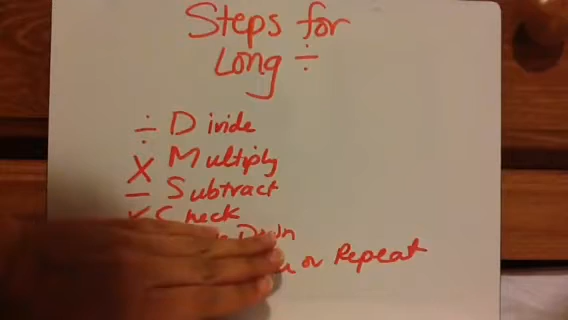 Steps for
Long ÷
÷ Divide
X Multiply
– Subtract
✓ Check
Down
or Repeat